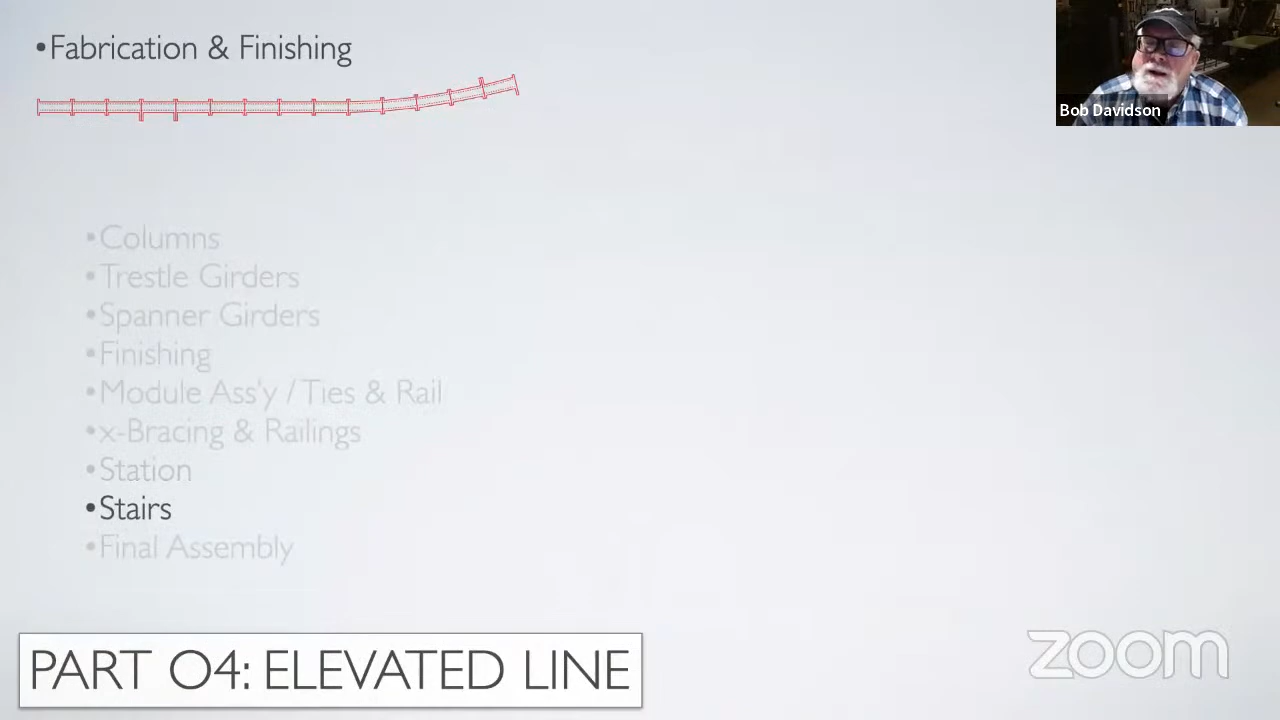 •Fabrication & Finishing
Bob Davidson
•Columns
•Trestle Girders
•Spanner Girders
•Finishing
•Module Ass'y / Ties & Rail
•x-Bracing & Railings
•Station
•Stairs
•Final Assembly
PART 04: ELEVATED LINE
zoom